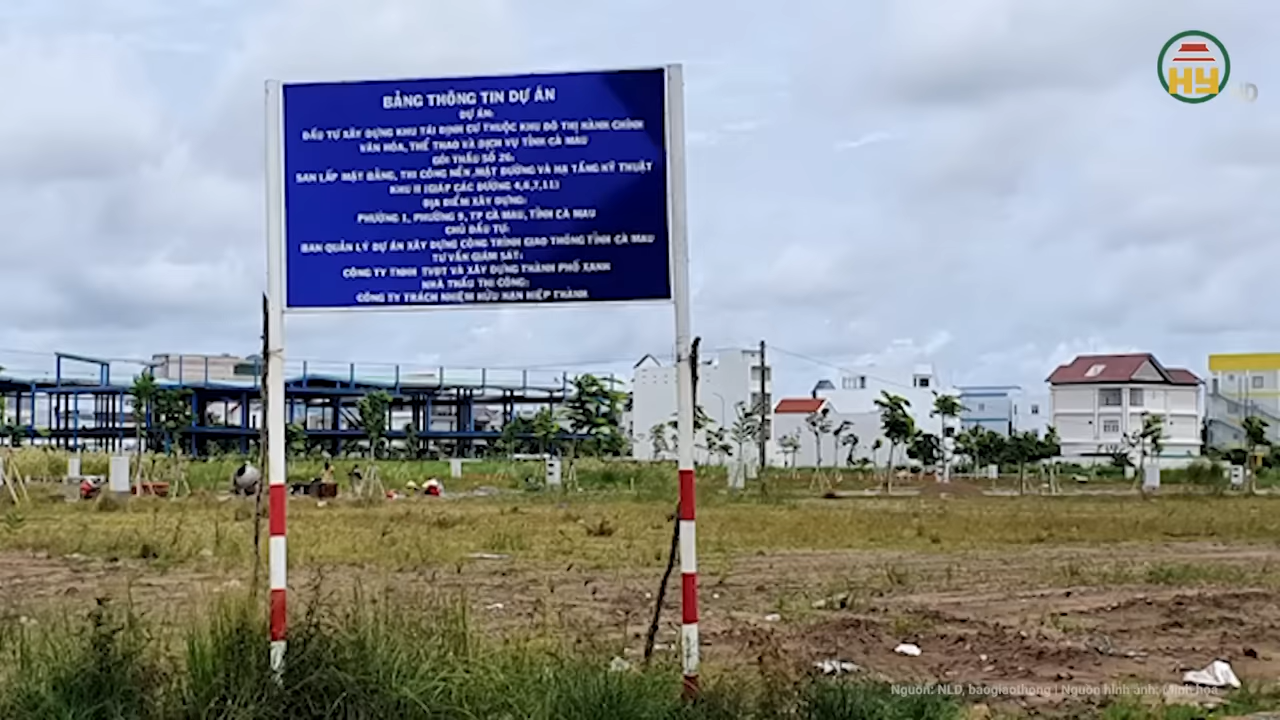 HY
HD
BẢNG THÔNG TIN DỰ ÁN
DỰ ÁN:
ĐẦU TƯ XÂY DỰNG KHU TÁI ĐỊNH CƯ THUỘC KHU ĐÔ THỊ HÀNH CHÍNH
VĂN HÓA, THỂ THAO VÀ DỊCH VỤ TỈNH CÀ MAU
GÓI THẦU SỐ 26:
SAN LẤP MẶT BẰNG, THI CÔNG NỀN, MẶT ĐƯỜNG VÀ HẠ TẦNG KỸ THUẬT
KHU II (GIÁP CÁC ĐƯỜNG 4,6,7,11)
ĐỊA ĐIỂM XÂY DỰNG:
PHƯỜNG 1, PHƯỜNG 9, TP CÀ MAU, TỈNH CÀ MAU
CHỦ ĐẦU TƯ:
BAN QUẢN LÝ DỰ ÁN XÂY DỰNG CÔNG TRÌNH GIAO THÔNG TỈNH CÀ MAU
TƯ VẤN GIÁM SÁT:
CÔNG TY TNHH TVĐT VÀ XÂY DỰNG THÀNH PHỐ XANH
NHÀ THẦU THI CÔNG:
CÔNG TY TRÁCH NHIỆM HỮU HẠN HIỆP THÀNH
Nguồn: NLD, baogiaothong | Nguồn hình ảnh: Minh họa